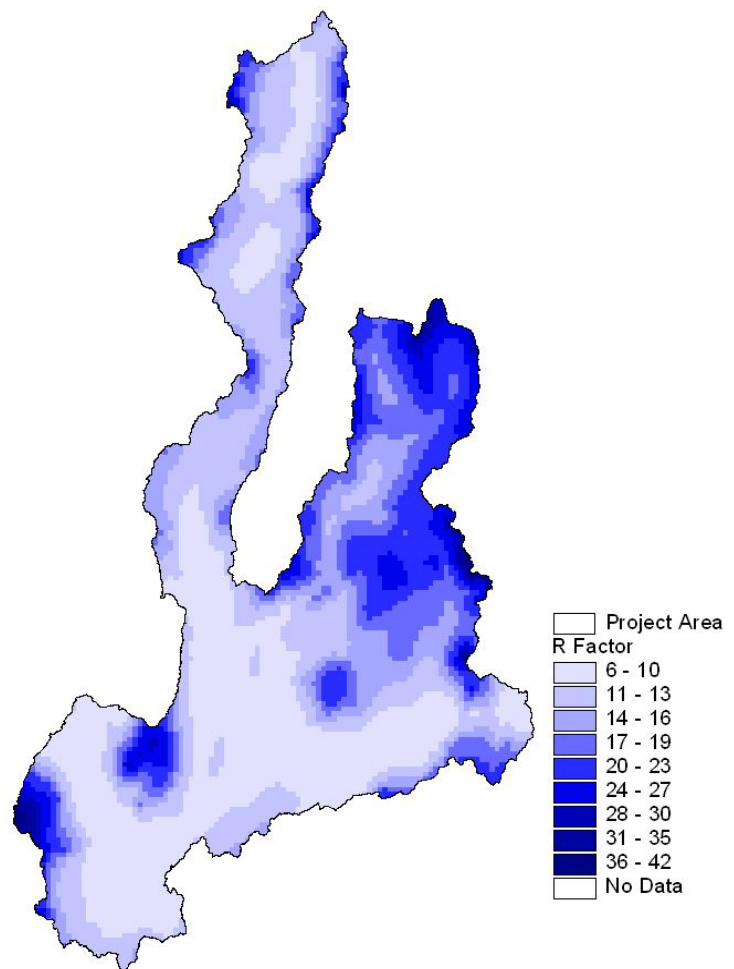 Project Area
R Factor
6 - 10
11 - 13
14 - 16
17 - 19
20 - 23
24 - 27
28 - 30
31 - 35
36 - 42
No Data